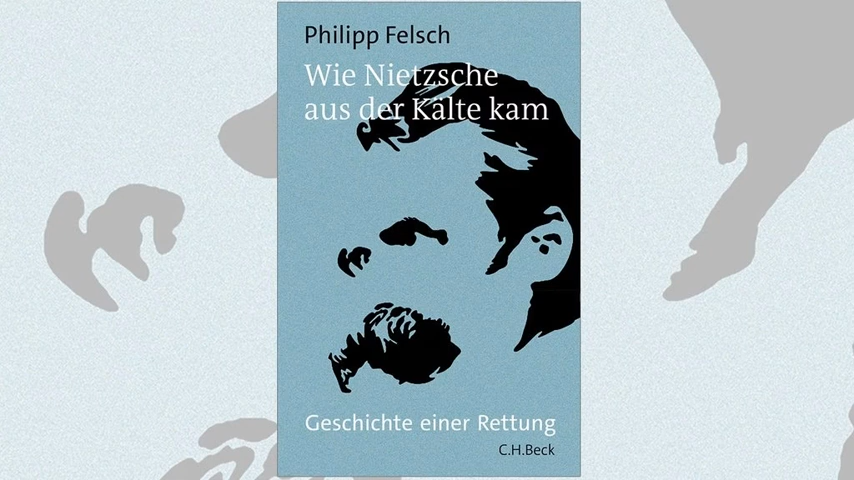 Philipp Felsch
Wie Nietzsche
aus der Kälte kam
Geschichte einer Rettung
C.H.Beck